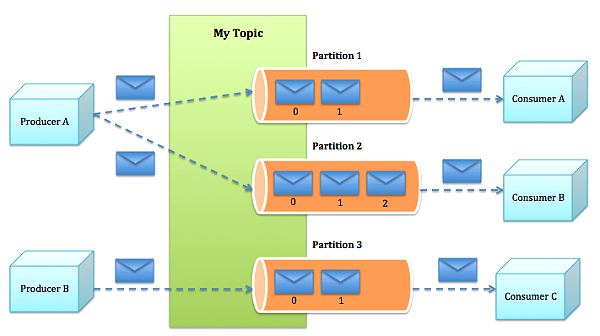 My Topic
Partition 1
0 1
Producer A
Consumer A
Partition 2
0 1 2
Consumer B
Partition 3
0 1
Producer B
Consumer C